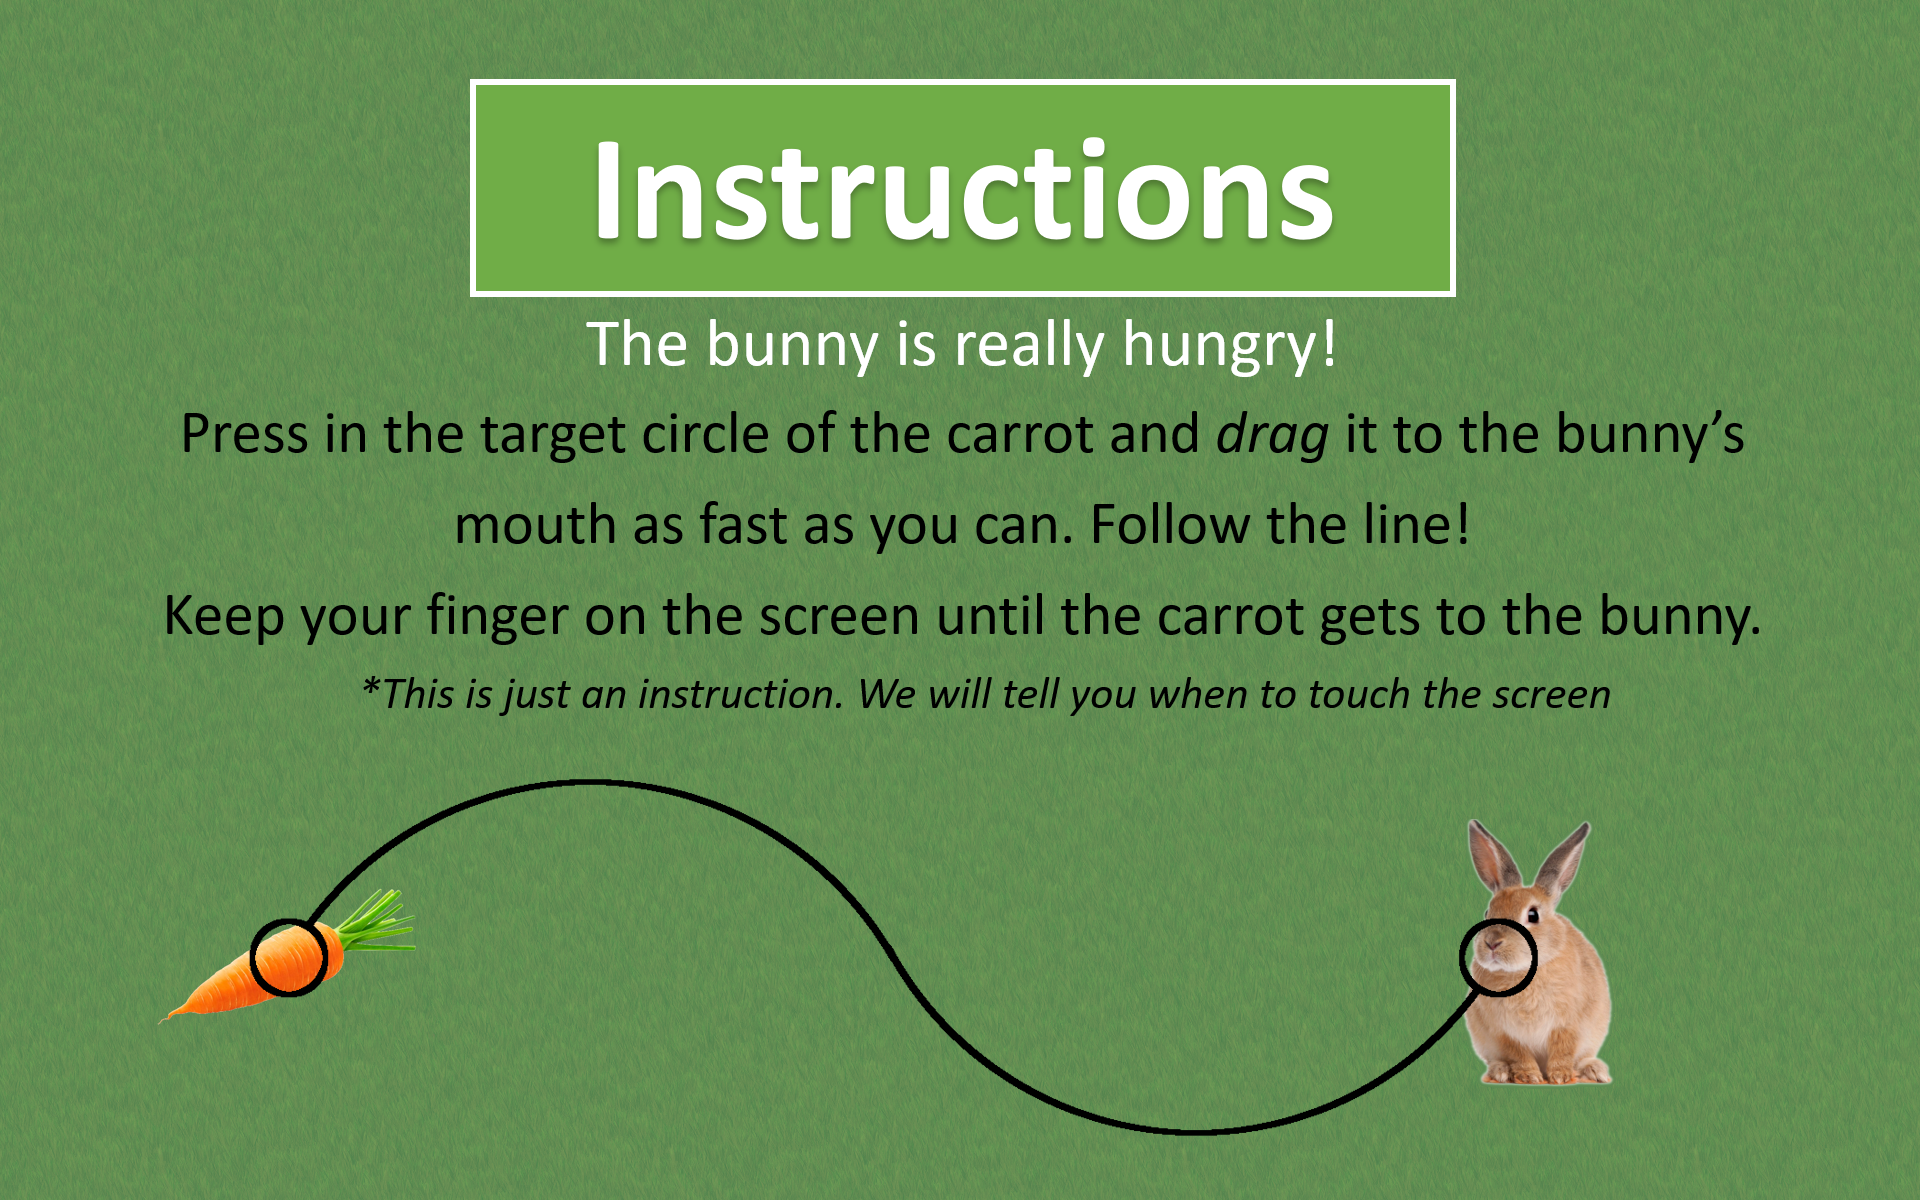 Instructions
The bunny is really hungry!
Press in the target circle of the carrot and drag it to the bunny’s
mouth as fast as you can. Follow the line!
Keep your finger on the screen until the carrot gets to the bunny.
*This is just an instruction. We will tell you when to touch the screen